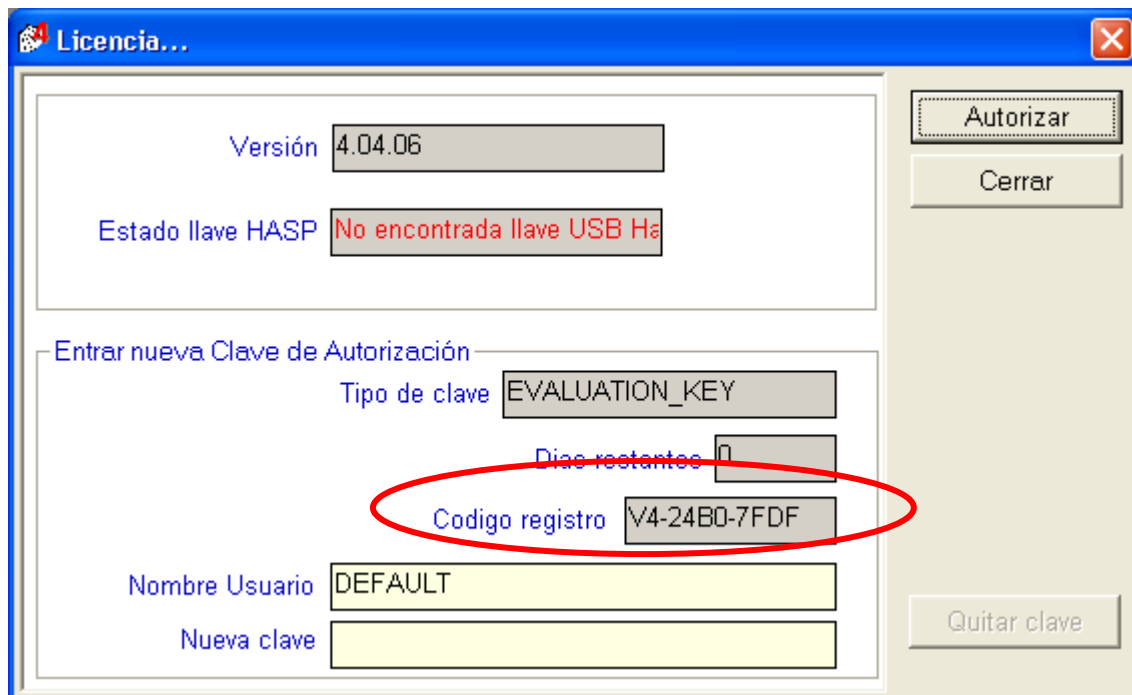 Licencia...
Autorizar
Versión 4.04.06
Cerrar
Estado llave HASP No encontrada llave USB Ha
Entrar nueva Clave de Autorización
Tipo de clave EVALUATION_KEY
Dias restantes 0
Codigo registro V4-24B0-7FDF
Nombre Usuario DEFAULT
Nueva clave
Quitar clave